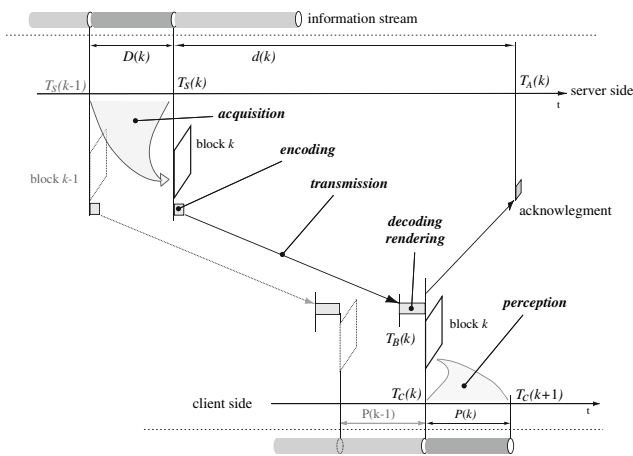 information stream
D(k)
d(k)
T_S(k-1)
T_S(k)
T_A(k)
server side
t
acquisition
block k
encoding
block k-1
transmission
acknowlegment
decoding
rendering
perception
block k
T_B(k)
T_C(k)
T_C(k+1)
client side
t
P(k-1)
P(k)